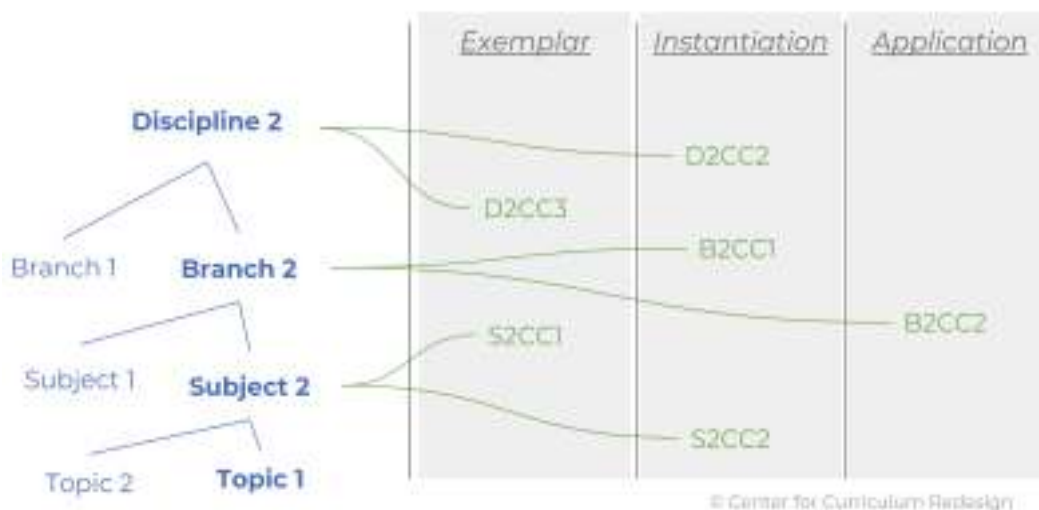 Exemplar Instantiation Application
Discipline 2
D2CC2
D2CC3
Branch 1 Branch 2
B2CC1
B2CC2
S2CC1
Subject 1 Subject 2
S2CC2
Topic 2 Topic 1
© Center for Curriculum Redesign